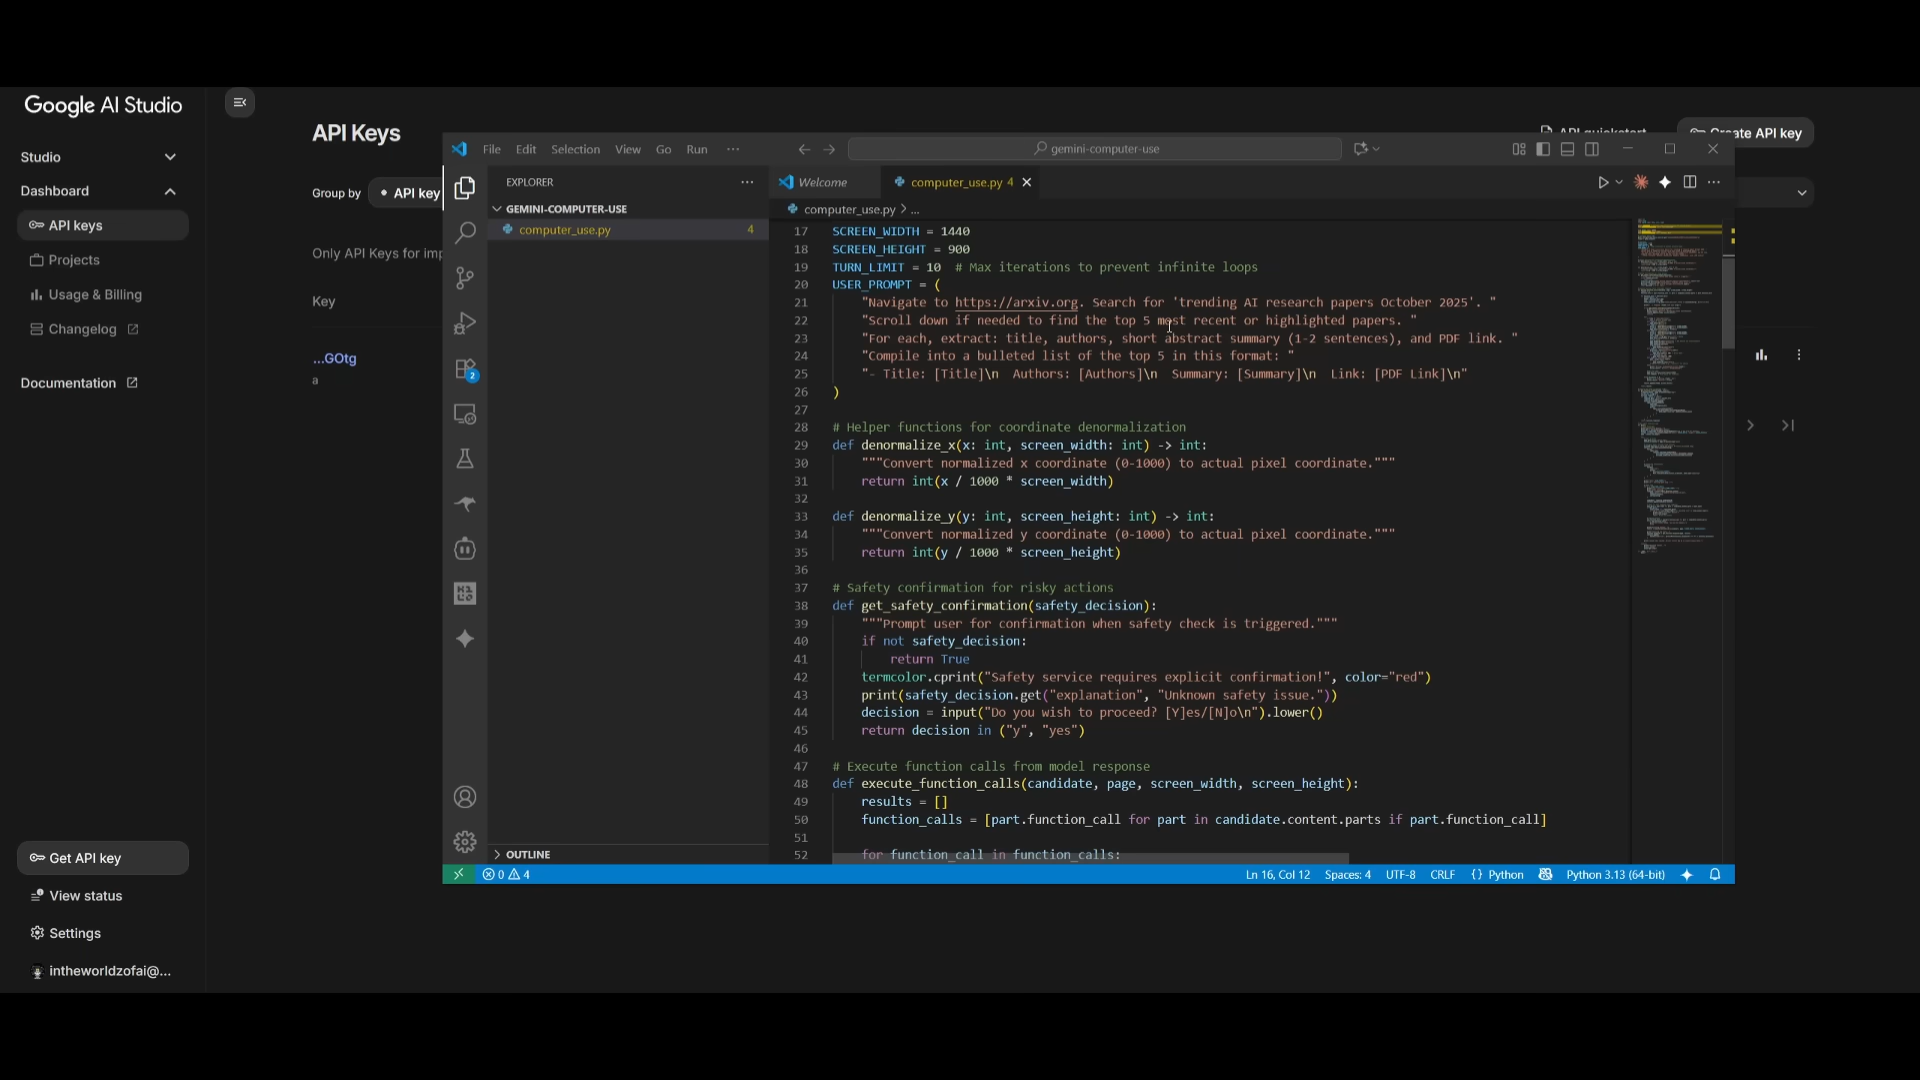 Google AI Studio
Studio
Dashboard
API keys
Projects
Usage & Billing
Changelog
Documentation
Get API key
View status
Settings
intheworldzofai@...
API Keys
Group by
API key
Only API Keys for imp
Key
...GOtg
a
API quickstart
Create API key
File Edit Selection View Go Run ...
gemini-computer-use
EXPLORER
GEMINI-COMPUTER-USE
computer_use.py 4
2
OUTLINE
Welcome
computer_use.py 4
computer_use.py > ...
17 SCREEN_WIDTH = 1440
18 SCREEN_HEIGHT = 900
19 TURN_LIMIT = 10  # Max iterations to prevent infinite loops
20 USER_PROMPT = (
21     "Navigate to https://arxiv.org. Search for 'trending AI research papers October 2025'. "
22     "Scroll down if needed to find the top 5 most recent or highlighted papers. "
23     "For each, extract: title, authors, short abstract summary (1-2 sentences), and PDF link. "
24     "Compile into a bulleted list of the top 5 in this format: "
25     "- Title: [Title]\n  Authors: [Authors]\n  Summary: [Summary]\n  Link: [PDF Link]\n"
26 )
27
28 # Helper functions for coordinate denormalization
29 def denormalize_x(x: int, screen_width: int) -> int:
30     """Convert normalized x coordinate (0-1000) to actual pixel coordinate."""
31     return int(x / 1000 * screen_width)
32
33 def denormalize_y(y: int, screen_height: int) -> int:
34     """Convert normalized y coordinate (0-1000) to actual pixel coordinate."""
35     return int(y / 1000 * screen_height)
36
37 # Safety confirmation for risky actions
38 def get_safety_confirmation(safety_decision):
39     """Prompt user for confirmation when safety check is triggered."""
40     if not safety_decision:
41         return True
42     termcolor.cprint("Safety service requires explicit confirmation!", color="red")
43     print(safety_decision.get("explanation", "Unknown safety issue."))
44     decision = input("Do you wish to proceed? [Y]es/[N]o\n").lower()
45     return decision in ("y", "yes")
46
47 # Execute function calls from model response
48 def execute_function_calls(candidate, page, screen_width, screen_height):
49     results = []
50     function_calls = [part.function_call for part in candidate.content.parts if part.function_call]
51
52     for function_call in function_calls:
0 4
Ln 16, Col 12 Spaces: 4 UTF-8 CRLF {} Python Python 3.13 (64-bit)